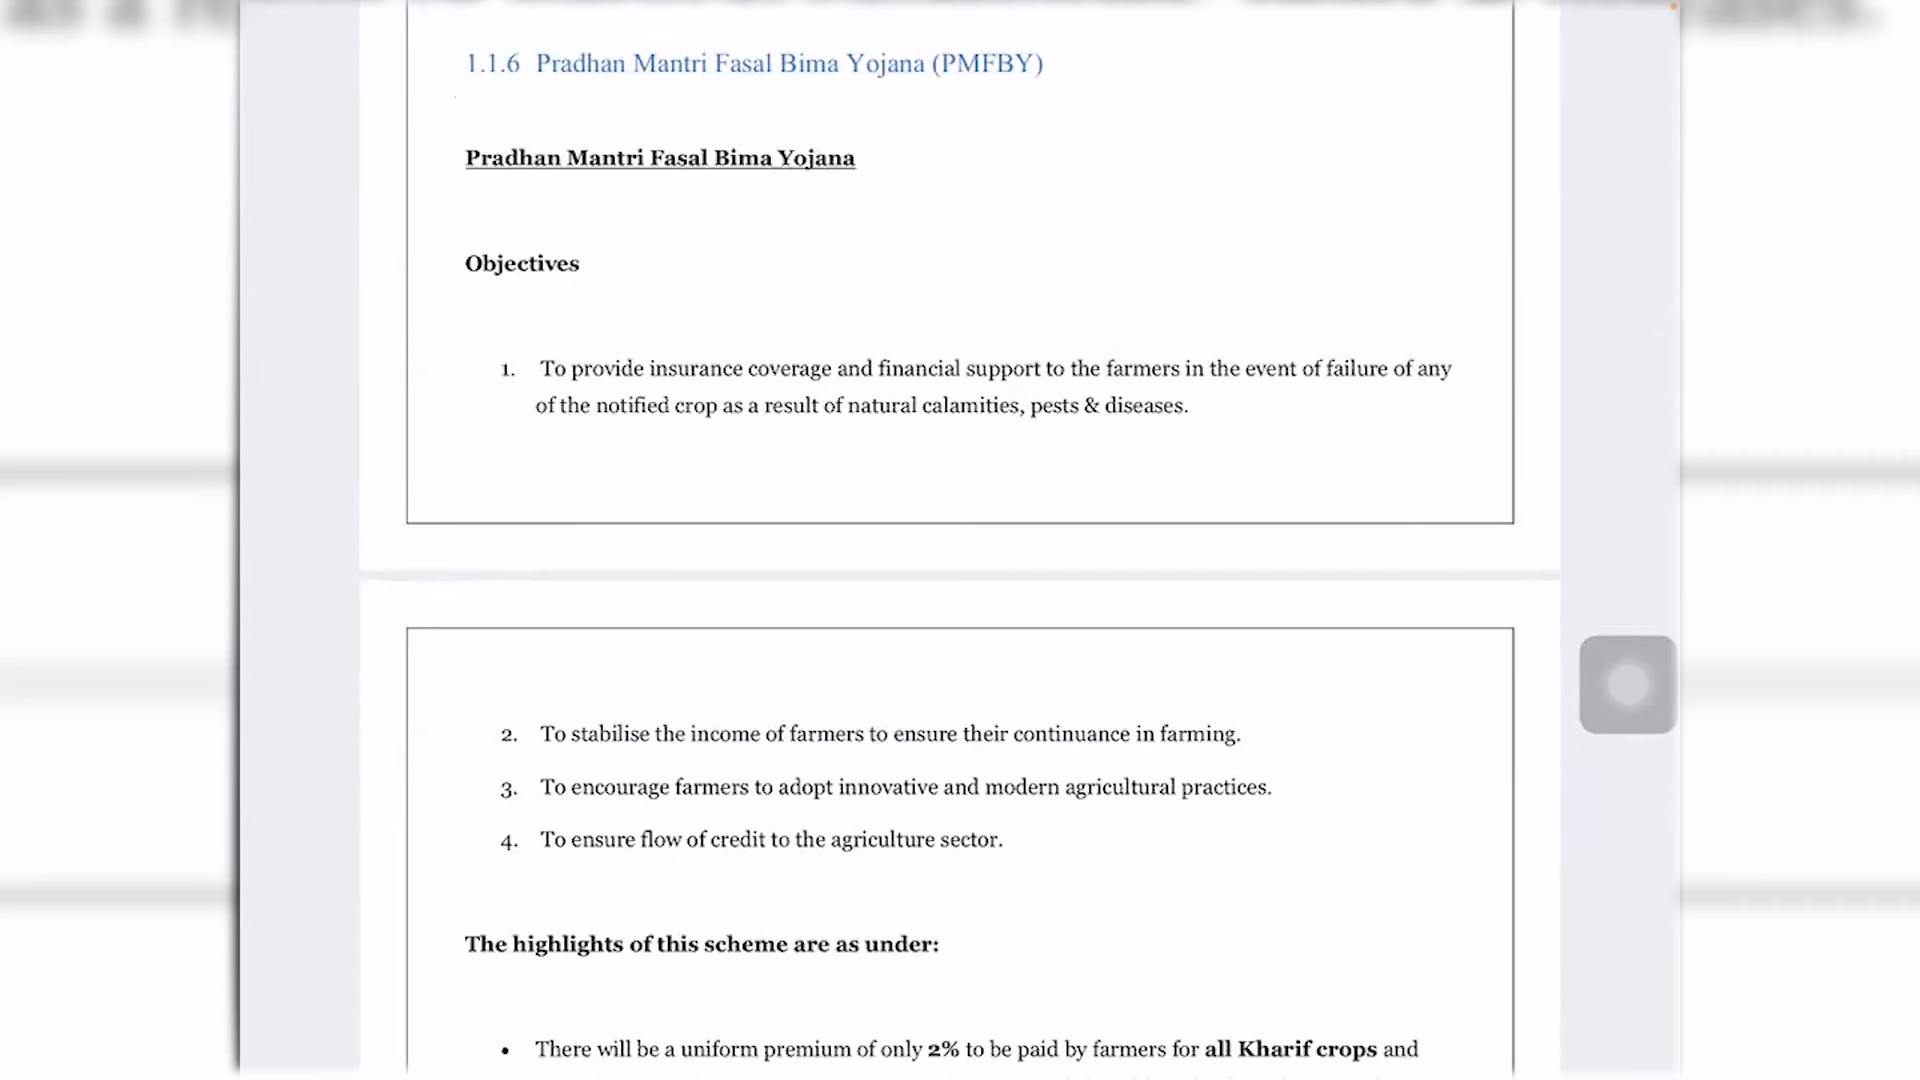 1.1.6 Pradhan Mantri Fasal Bima Yojana (PMFBY)
Pradhan Mantri Fasal Bima Yojana
Objectives
1. To provide insurance coverage and financial support to the farmers in the event of failure of any
of the notified crop as a result of natural calamities, pests & diseases.
2. To stabilise the income of farmers to ensure their continuance in farming.
3. To encourage farmers to adopt innovative and modern agricultural practices.
4. To ensure flow of credit to the agriculture sector.
The highlights of this scheme are as under:
• There will be a uniform premium of only 2% to be paid by farmers for all Kharif crops and